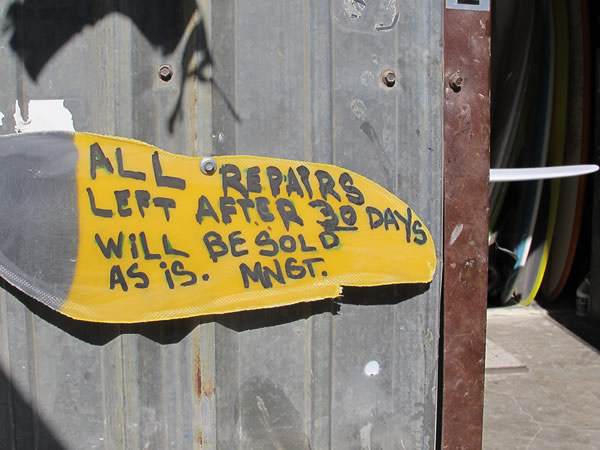 ALL REPAIRS
LEFT AFTER 30 DAYS
WILL BE SOLD
AS iS. MNGT.